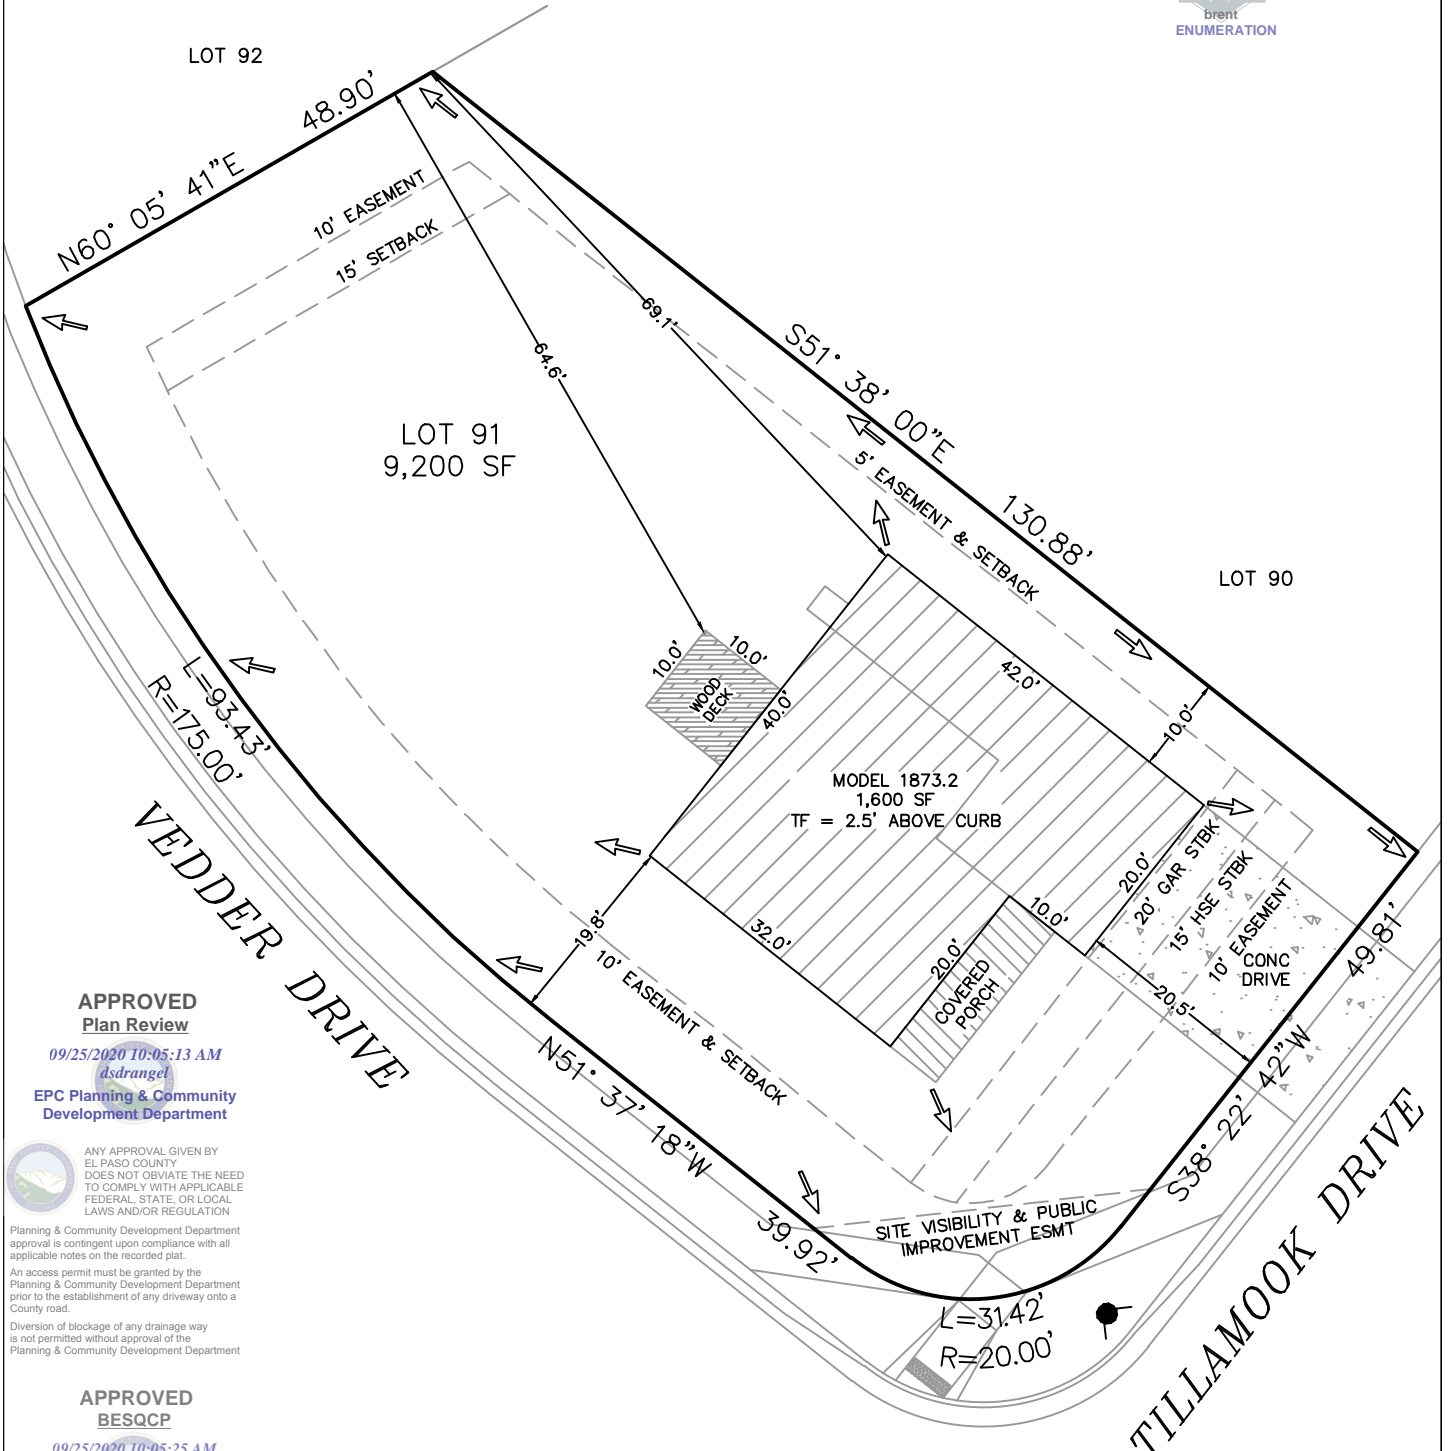 brent
ENUMERATION
LOT 92
48.90'
N60° 05' 41"E
10' EASEMENT
15' SETBACK
69.1'
64.6'
S51° 38' 00"E
130.88'
LOT 91
9,200 SF
5' EASEMENT & SETBACK
LOT 90
10.0'
10.0'
WOOD
DECK
40.0'
42.0'
10.0'
L=93.43'
R=175.00'
MODEL 1873.2
1,600 SF
TF = 2.5' ABOVE CURB
VEDDER DRIVE
20.0'
20' GAR STBK
15' HSE STBK
10' EASEMENT
CONC
DRIVE
49.81'
10.0'
32.0'
19.8'
20.0'
COVERED
PORCH
20.5'
10' EASEMENT & SETBACK
N51° 37' 18"W
39.92'
S38° 22' 42"W
SITE VISIBILITY & PUBLIC
IMPROVEMENT ESMT
L=31.42'
R=20.00'
TILLAMOOK DRIVE
APPROVED
Plan Review
09/25/2020 10:05:13 AM
dsdrangel
EPC Planning & Community
Development Department
ANY APPROVAL GIVEN BY
EL PASO COUNTY
DOES NOT OBVIATE THE NEED
TO COMPLY WITH APPLICABLE
FEDERAL, STATE, OR LOCAL
LAWS AND/OR REGULATION
Planning & Community Development Department
approval is contingent upon compliance with all
applicable notes on the recorded plat.
An access permit must be granted by the
Planning & Community Development Department
prior to the establishment of any driveway onto a
County road.
Diversion of blockage of any drainage way
is not permitted without approval of the
Planning & Community Development Department
APPROVED
BESQCP
09/25/2020 10:05:25 AM